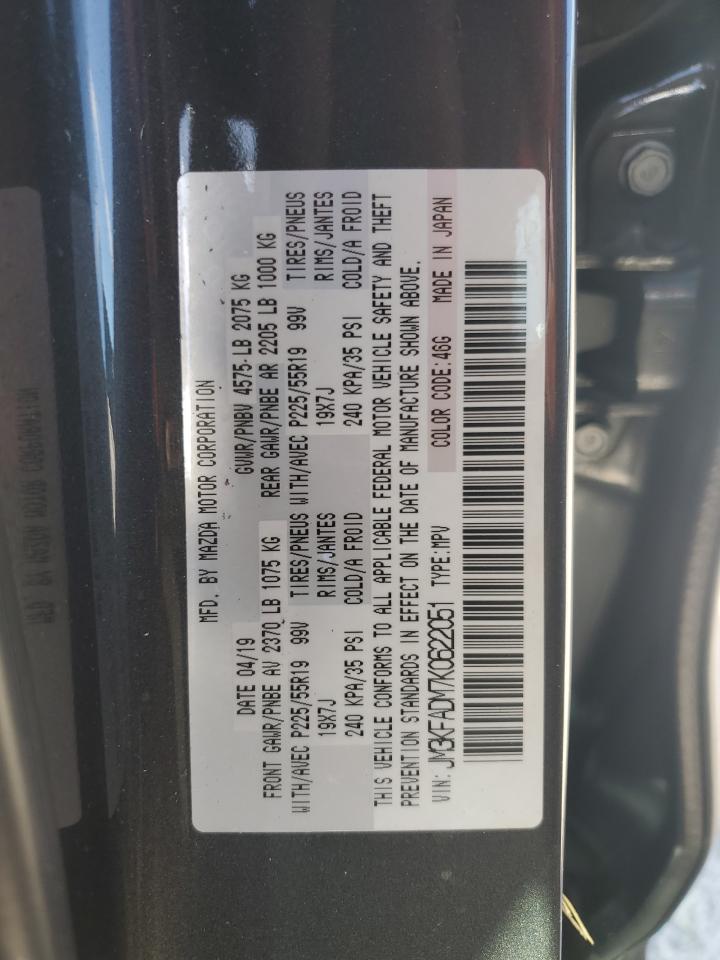 MFD. BY MAZDA MOTOR CORPORATION
DATE 04/19 GVWR/PNBV 4575 LB 2075 KG
FRONT GAWR/PNBE AV 2370 LB 1075 KG REAR GAWR/PNBE AR 2205 LB 1000 KG
WITH/AVEC P225/55R19 99V TIRES/PNEUS WITH/AVEC P225/55R19 99V TIRES/PNEUS
19X7J RIMS/JANTES 19X7J RIMS/JANTES
240 KPA/35 PSI COLD/A FROID 240 KPA/35 PSI COLD/A FROID
THIS VEHICLE CONFORMS TO ALL APPLICABLE FEDERAL MOTOR VEHICLE SAFETY AND THEFT
PREVENTION STANDARDS IN EFFECT ON THE DATE OF MANUFACTURE SHOWN ABOVE.
VIN: JM3KFADM7K0622051 TYPE:MPV COLOR CODE:46G MADE IN JAPAN